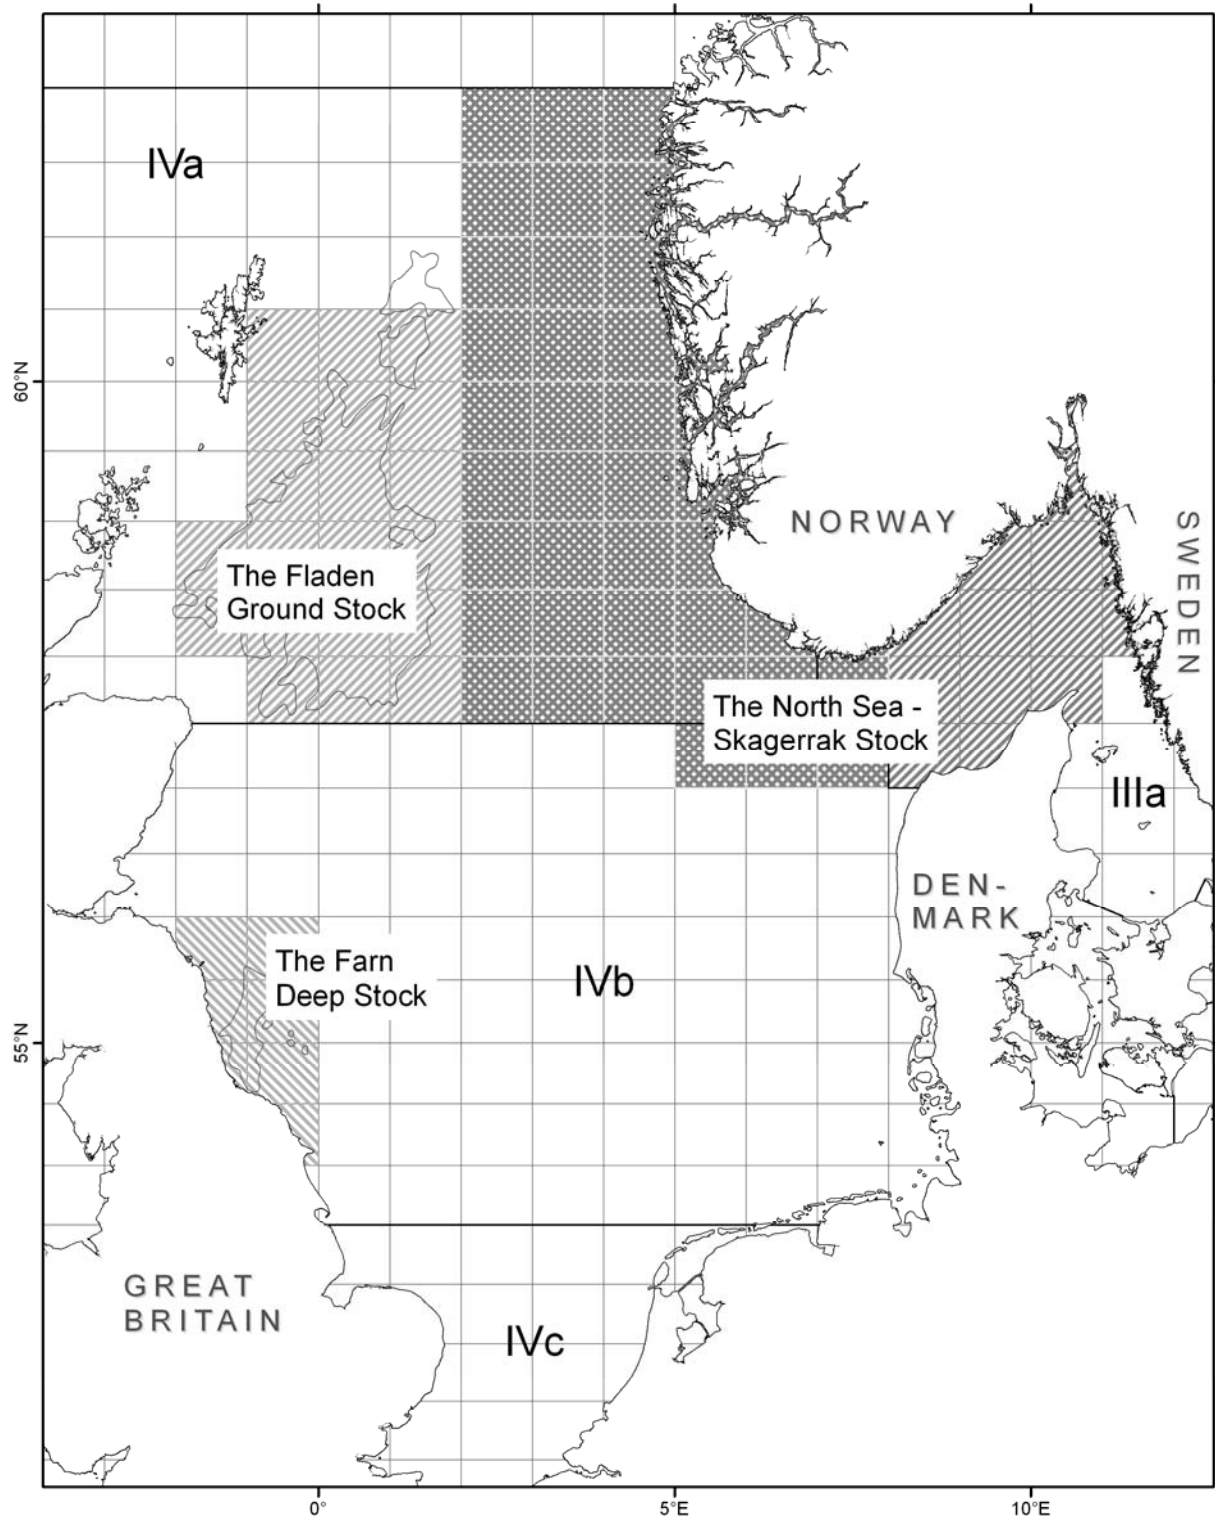 IVa
60°N
NORWAY
SWEDEN
The Fladen
Ground Stock
The North Sea -
Skagerrak Stock
IIIa
DEN-
MARK
The Farn
Deep Stock
IVb
55°N
GREAT
BRITAIN
IVc
0°
5°E
10°E